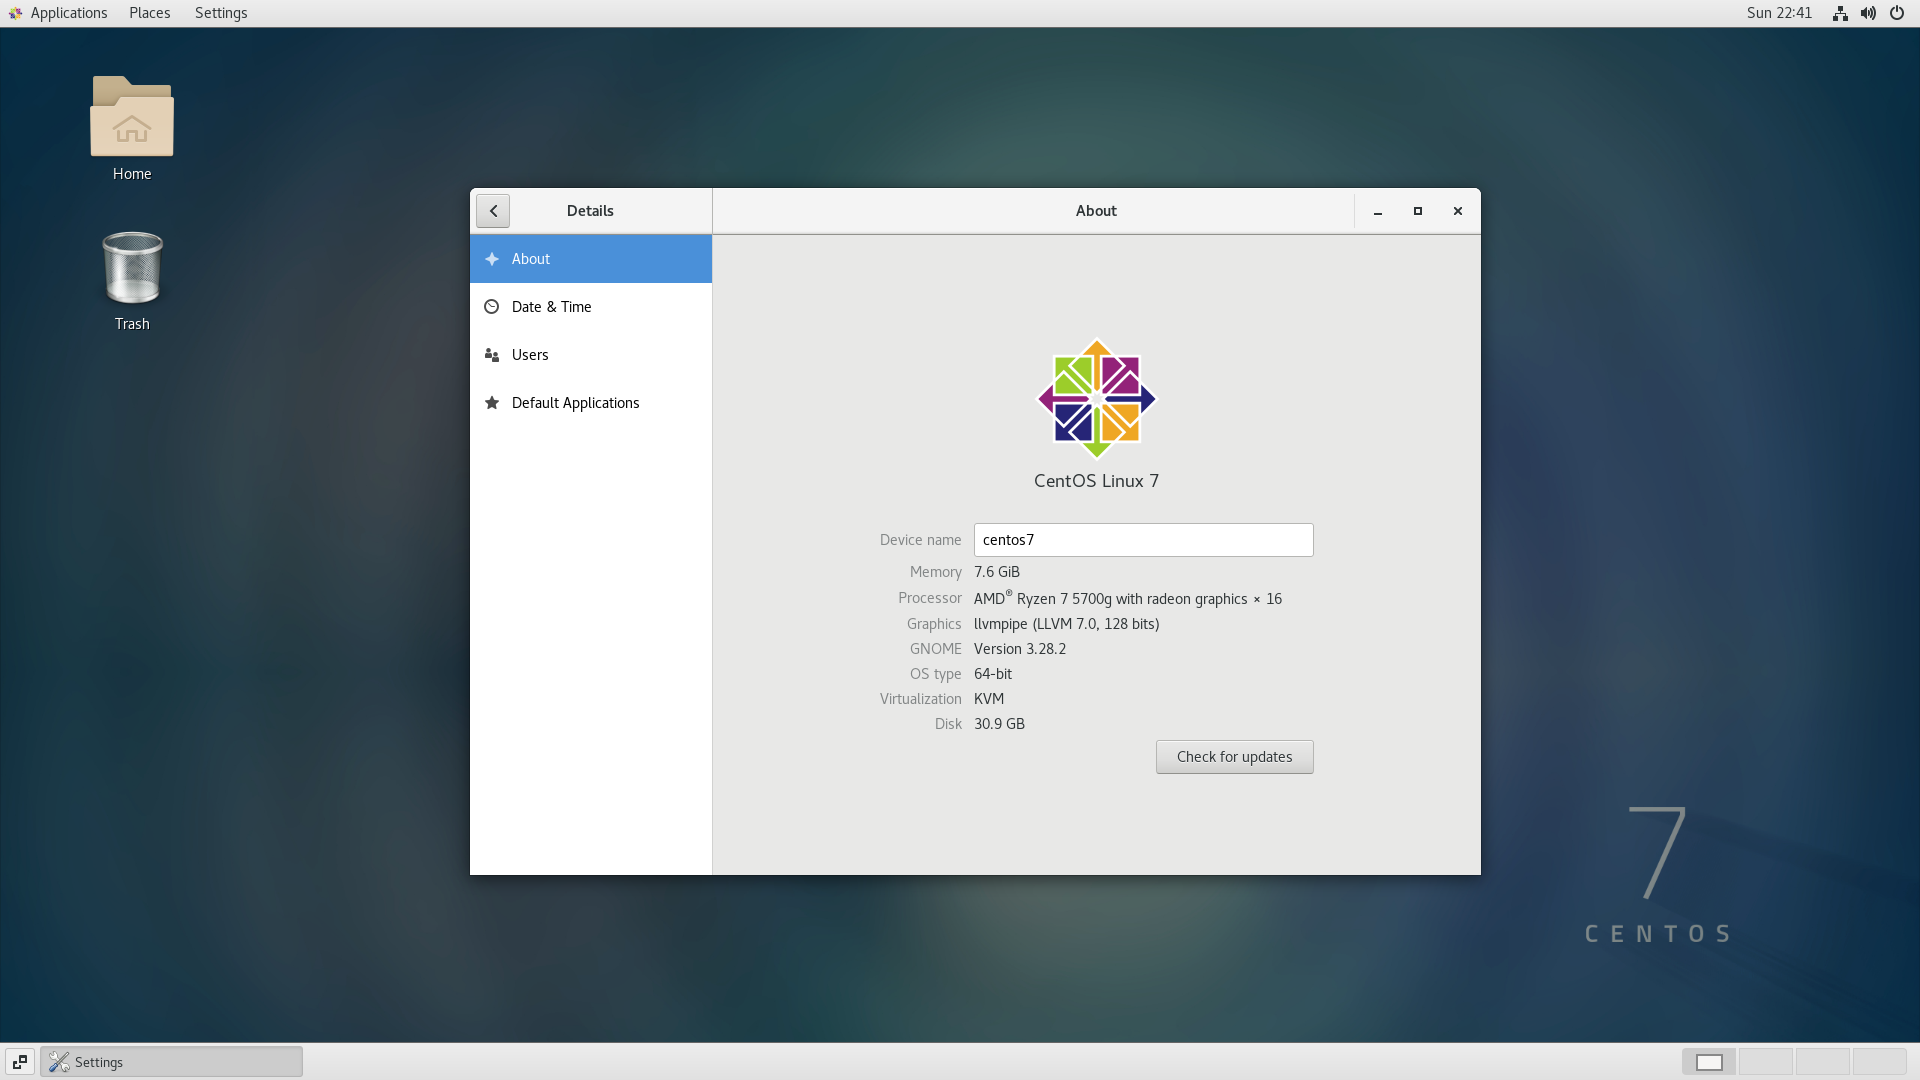 Applications Places Settings Sun 22:41
Home
Trash
Details
About
About
Date & Time
Users
Default Applications
CentOS Linux 7
Device name centos7
Memory 7.6 GiB
Processor AMD® Ryzen 7 5700g with radeon graphics × 16
Graphics llvmpipe (LLVM 7.0, 128 bits)
GNOME Version 3.28.2
OS type 64-bit
Virtualization KVM
Disk 30.9 GB
Check for updates
7
CENTOS
Settings